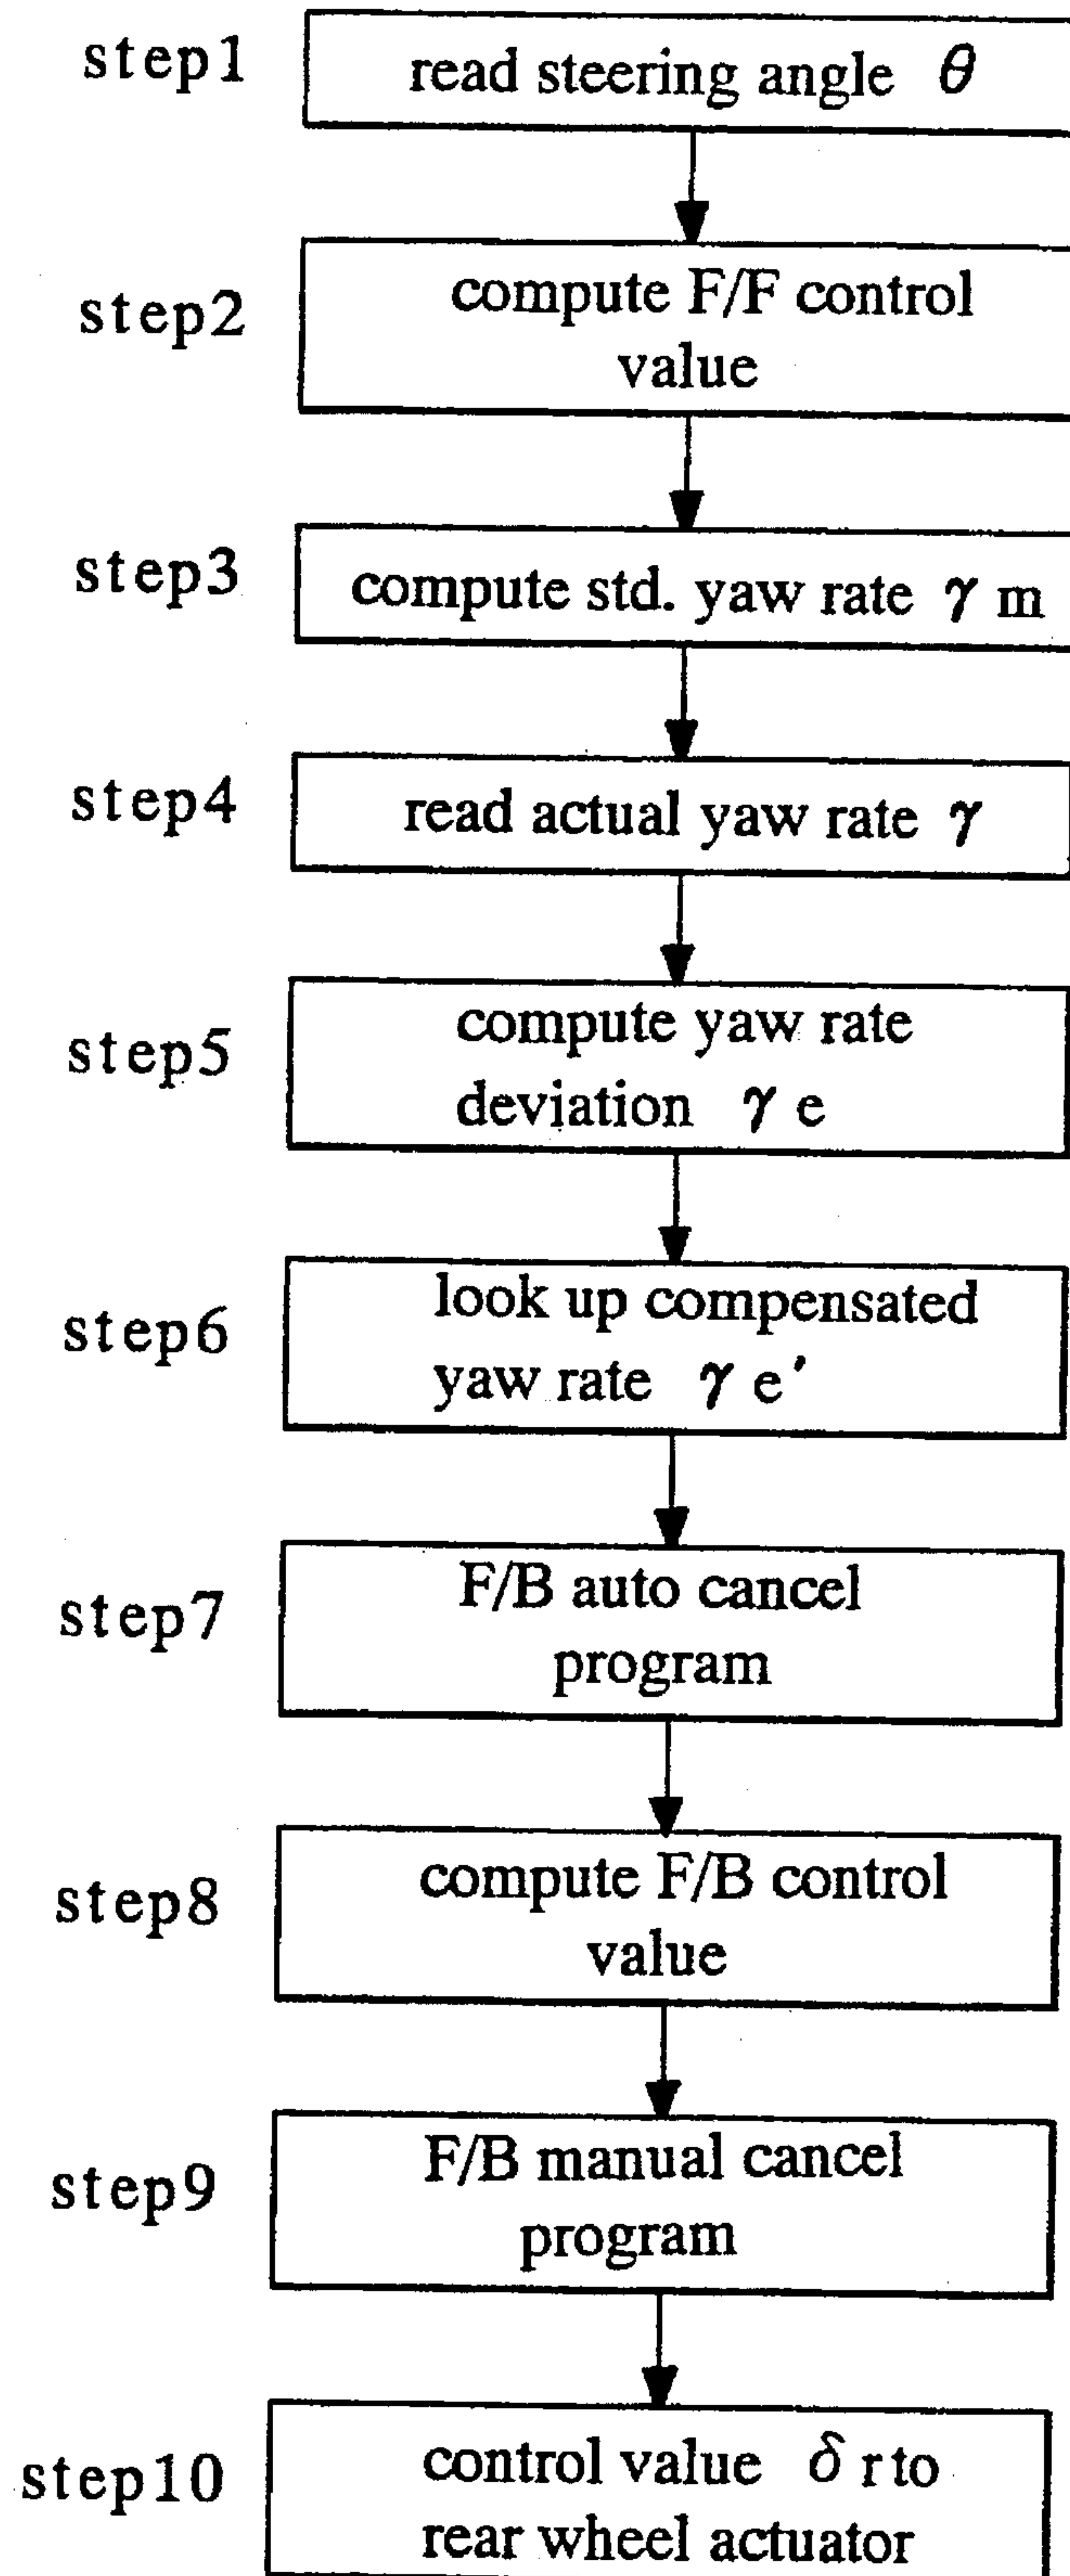 step1
read steering angle θ
step2
compute F/F control
value
step3
compute std. yaw rate γ m
step4
read actual yaw rate γ
step5
compute yaw rate
deviation γ e
step6
look up compensated
yaw rate γ e′
step7
F/B auto cancel
program
step8
compute F/B control
value
step9
F/B manual cancel
program
step10
control value δ r to
rear wheel actuator